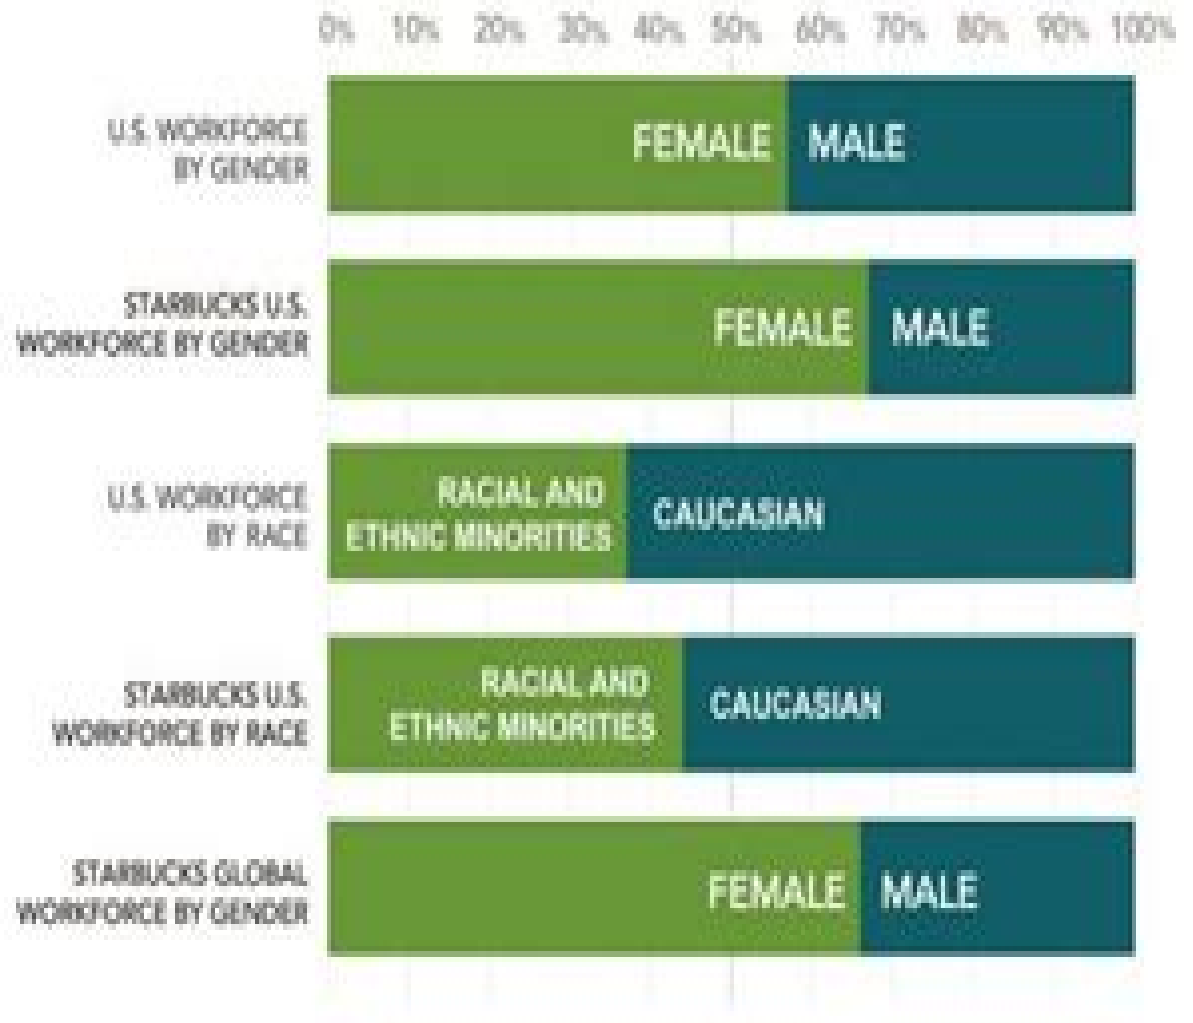 0% 10% 20% 30% 40% 50% 60% 70% 80% 90% 100%
U.S. WORKFORCE
BY GENDER
FEMALE MALE
STARBUCKS U.S.
WORKFORCE BY GENDER
FEMALE MALE
U.S. WORKFORCE
BY RACE
RACIAL AND
ETHNIC MINORITIES
CAUCASIAN
STARBUCKS U.S.
WORKFORCE BY RACE
RACIAL AND
ETHNIC MINORITIES
CAUCASIAN
STARBUCKS GLOBAL
WORKFORCE BY GENDER
FEMALE MALE